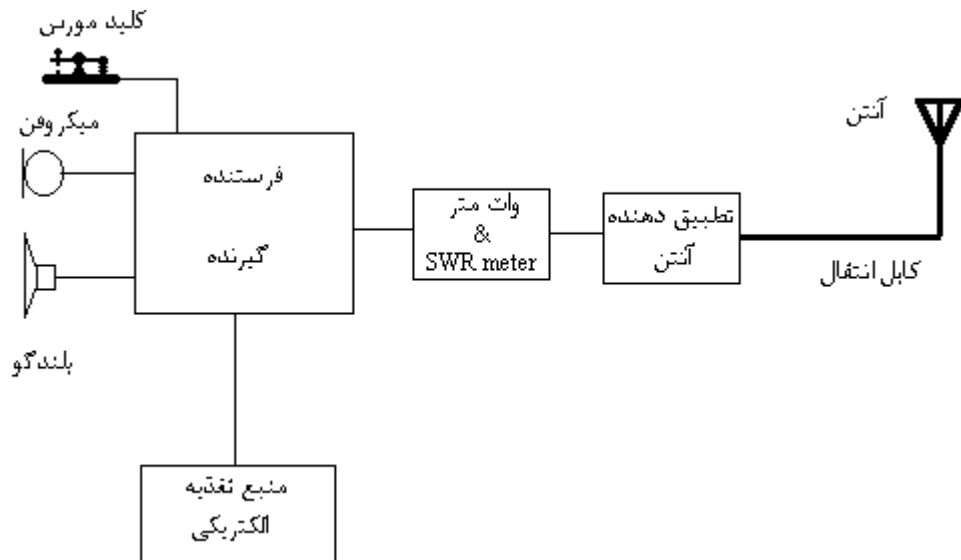 کلید مورس
میکروفن
آنتن
فرستنده
گیرنده
وات متر
&
SWR meter
تطبیق دهنده
آنتن
کابل انتقال
بلندگو
منبع تغذیه
الکتریکی